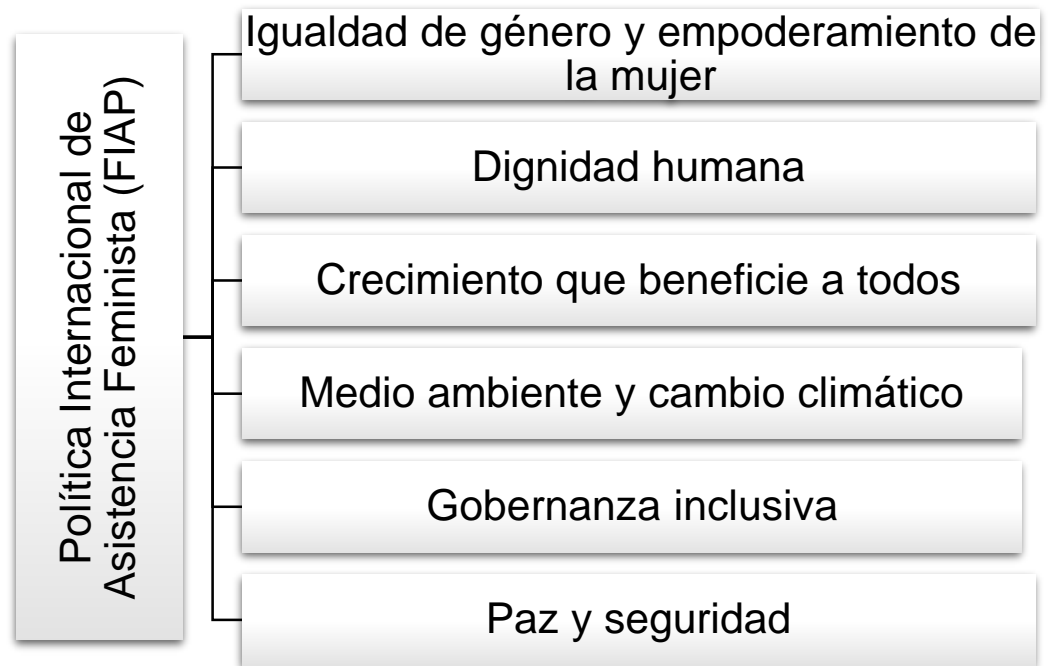 Política Internacional de
Asistencia Feminista (FIAP)
Igualdad de género y empoderamiento de
la mujer
Dignidad humana
Crecimiento que beneficie a todos
Medio ambiente y cambio climático
Gobernanza inclusiva
Paz y seguridad